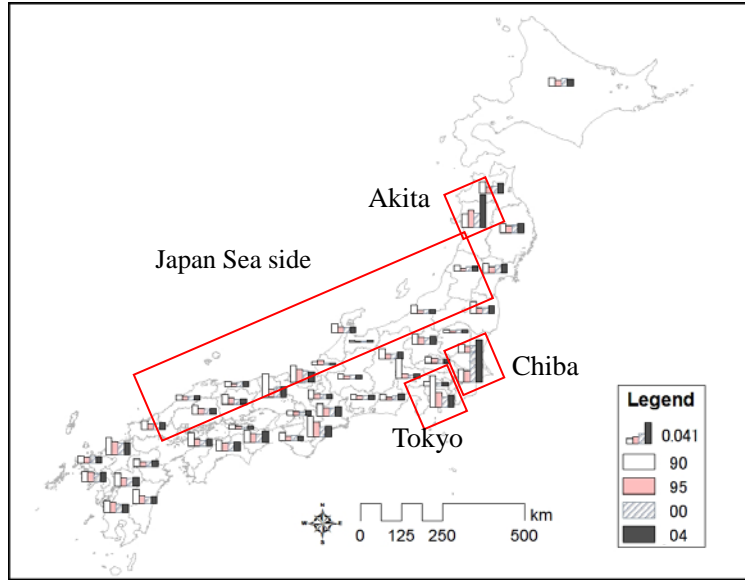 Akita
Japan Sea side
Chiba
Tokyo
Legend
0.041
90
95
00
04
N
W E
S
km
0 125 250 500